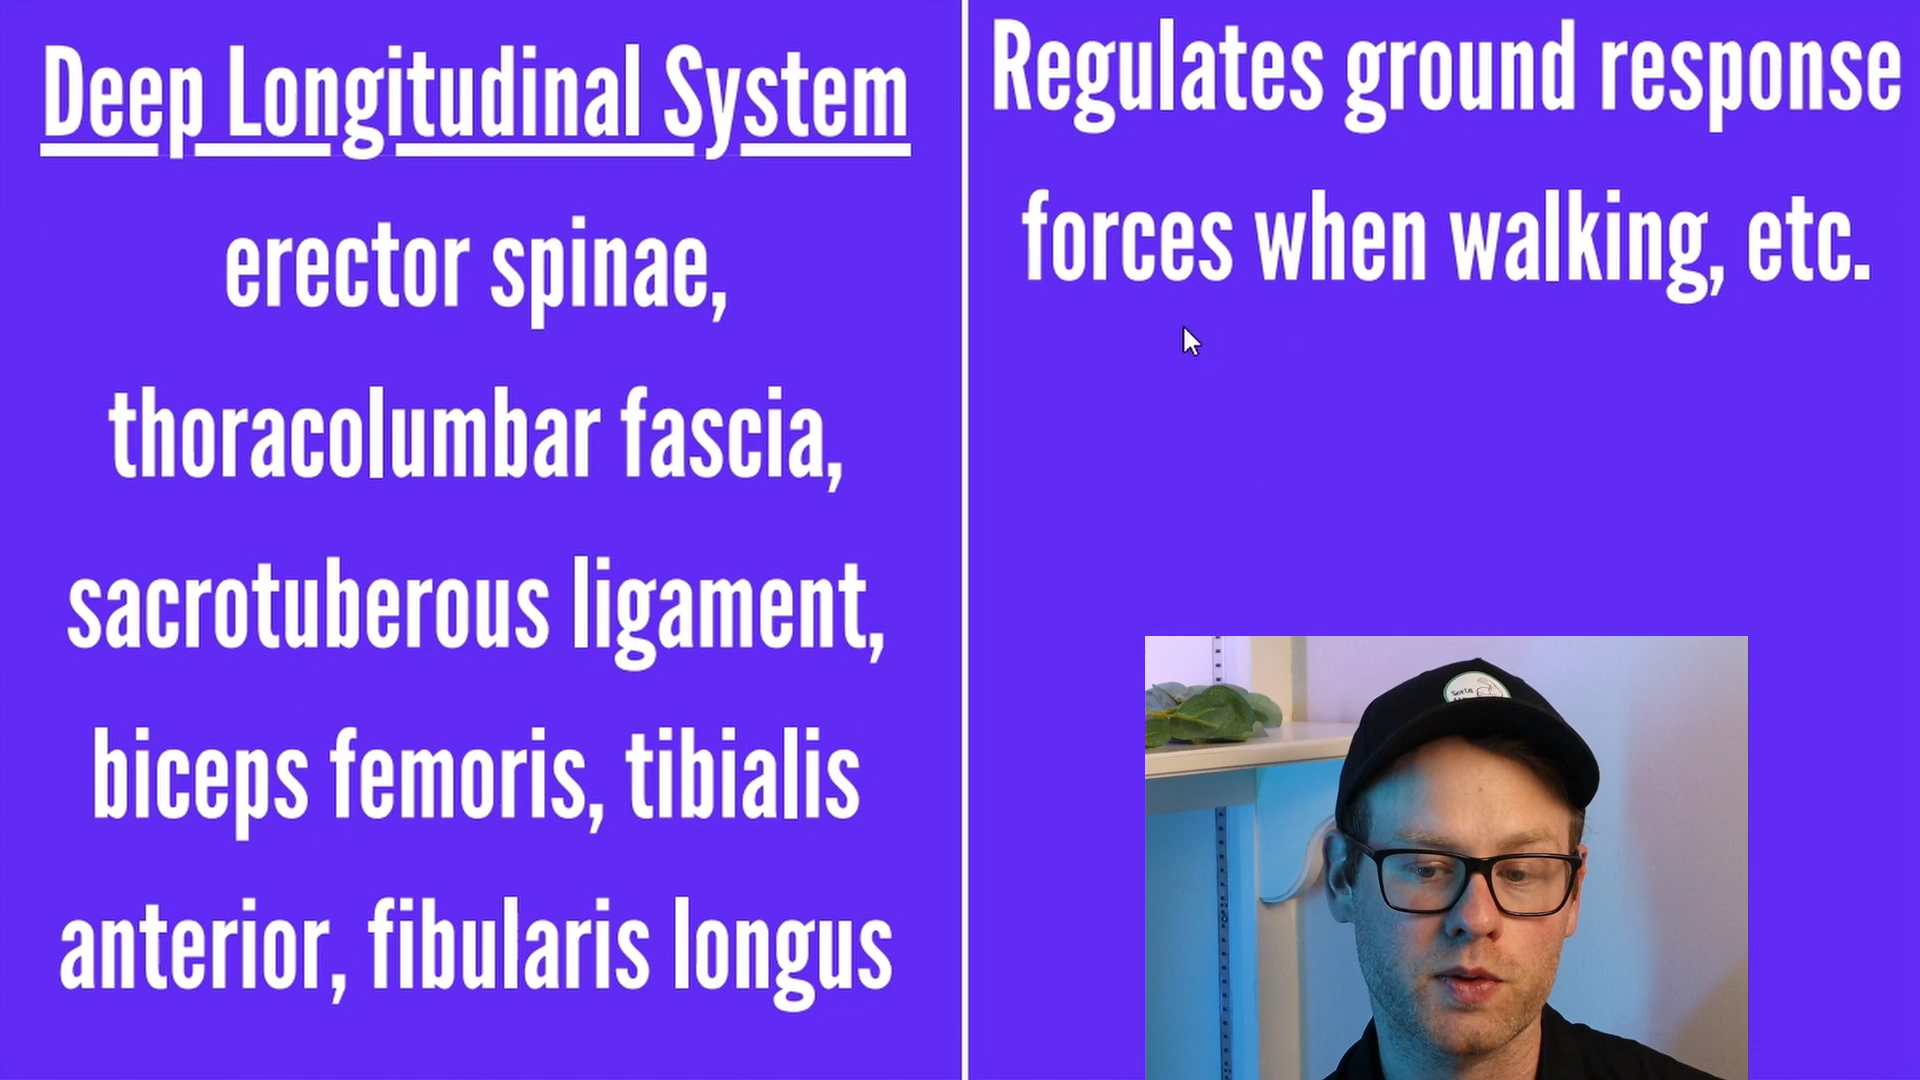 Deep Longitudinal System
erector spinae,
thoracolumbar fascia,
sacrotuberous ligament,
biceps femoris, tibialis
anterior, fibularis longus
Regulates ground response
forces when walking, etc.